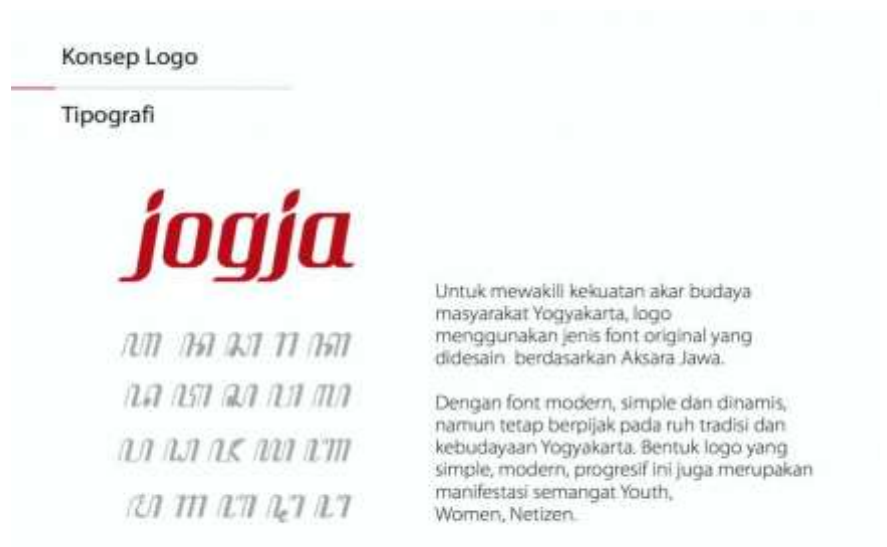 Konsep Logo
Tipografi
jogja
ꦲ ꦤ ꦕ ꦫ ꦏ
ꦢ ꦠ ꦱ ꦮ ꦭ
ꦥ ꦝ ꦗ ꦪ ꦚ
ꦩ ꦒ ꦧ ꦛ ꦔ
Untuk mewakili kekuatan akar budaya
masyarakat Yogyakarta, logo
menggunakan jenis font original yang
didesain berdasarkan Aksara Jawa.
Dengan font modern, simple dan dinamis,
namun tetap berpijak pada ruh tradisi dan
kebudayaan Yogyakarta. Bentuk logo yang
simple, modern, progresif ini juga merupakan
manifestasi semangat Youth,
Women, Netizen.